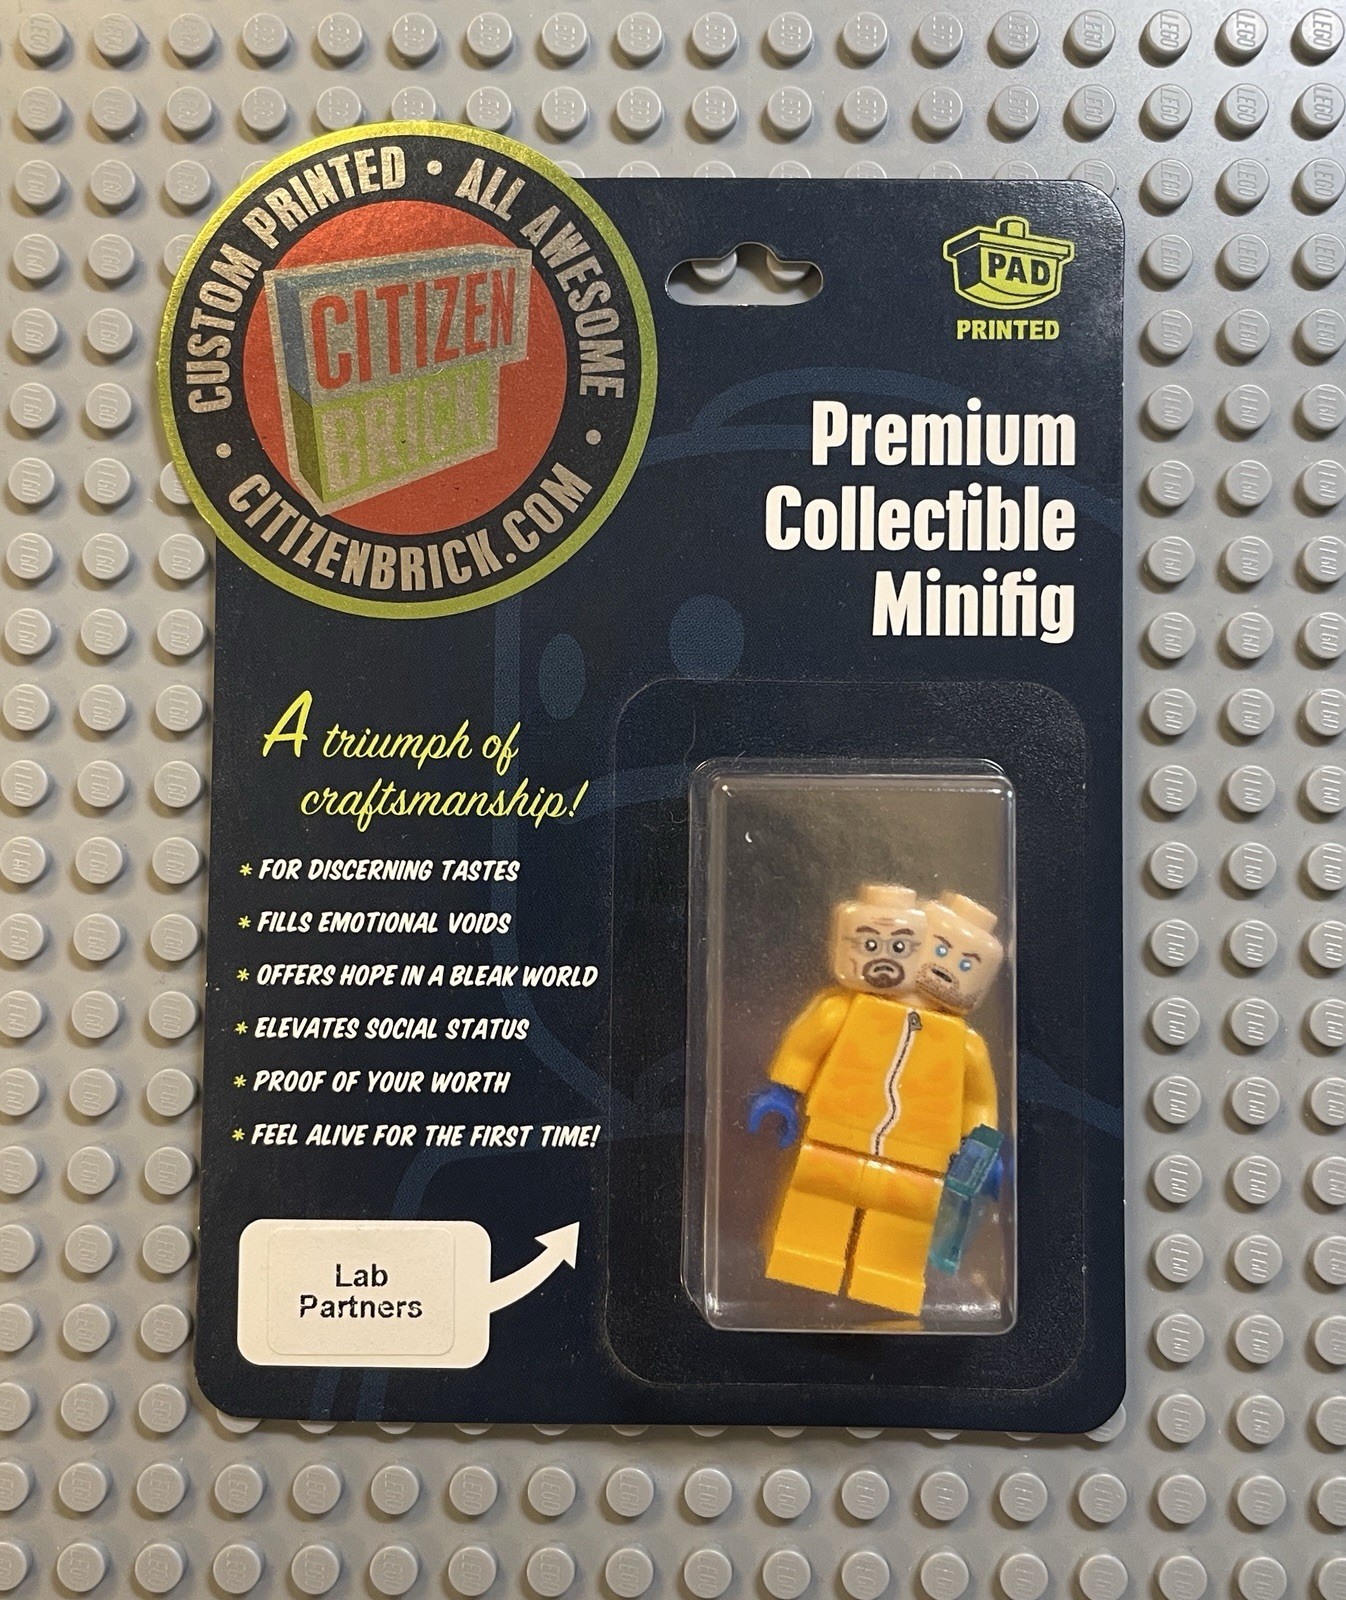 CUSTOM PRINTED • ALL AWESOME • CITIZENBRICK.COM •
CITIZEN
BRICK
PAD
PRINTED
Premium
Collectible
Minifig
A triumph of
craftsmanship!
* FOR DISCERNING TASTES
* FILLS EMOTIONAL VOIDS
* OFFERS HOPE IN A BLEAK WORLD
* ELEVATES SOCIAL STATUS
* PROOF OF YOUR WORTH
* FEEL ALIVE FOR THE FIRST TIME!
Lab
Partners
LEGO